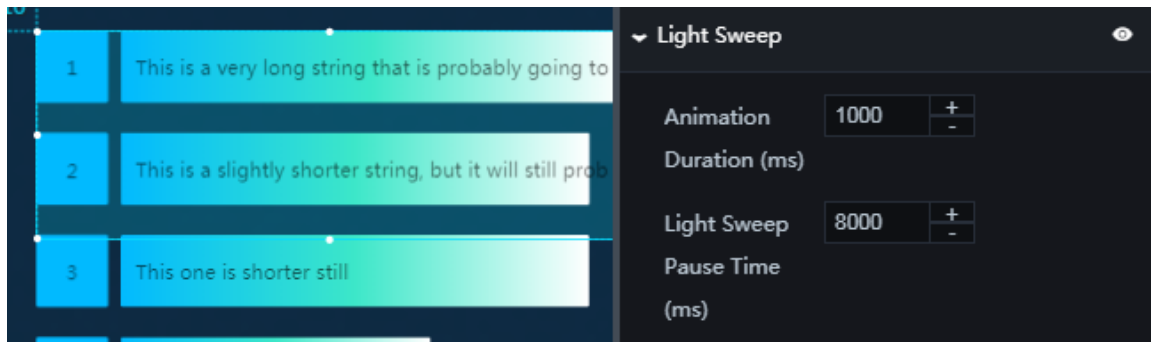 to
1
This is a very long string that is probably going to
2
This is a slightly shorter string, but it will still prob
3
This one is shorter still
Light Sweep
Animation
Duration (ms)
1000
+
-
Light Sweep
Pause Time
(ms)
8000
+
-